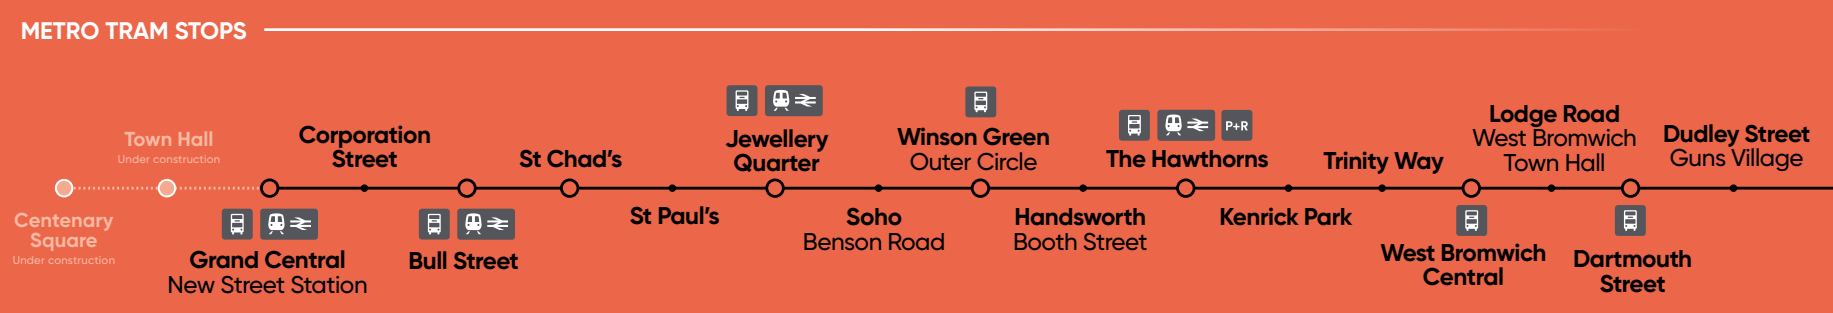 METRO TRAM STOPS
Centenary
Square
Under construction
Town Hall
Under construction
Grand Central
New Street Station
Corporation
Street
Bull Street
St Chad's
St Paul's
Jewellery
Quarter
Soho
Benson Road
Winson Green
Outer Circle
Handsworth
Booth Street
P+R
The Hawthorns
Kenrick Park
Trinity Way
West Bromwich
Central
Lodge Road
West Bromwich
Town Hall
Dartmouth
Street
Dudley Street
Guns Village